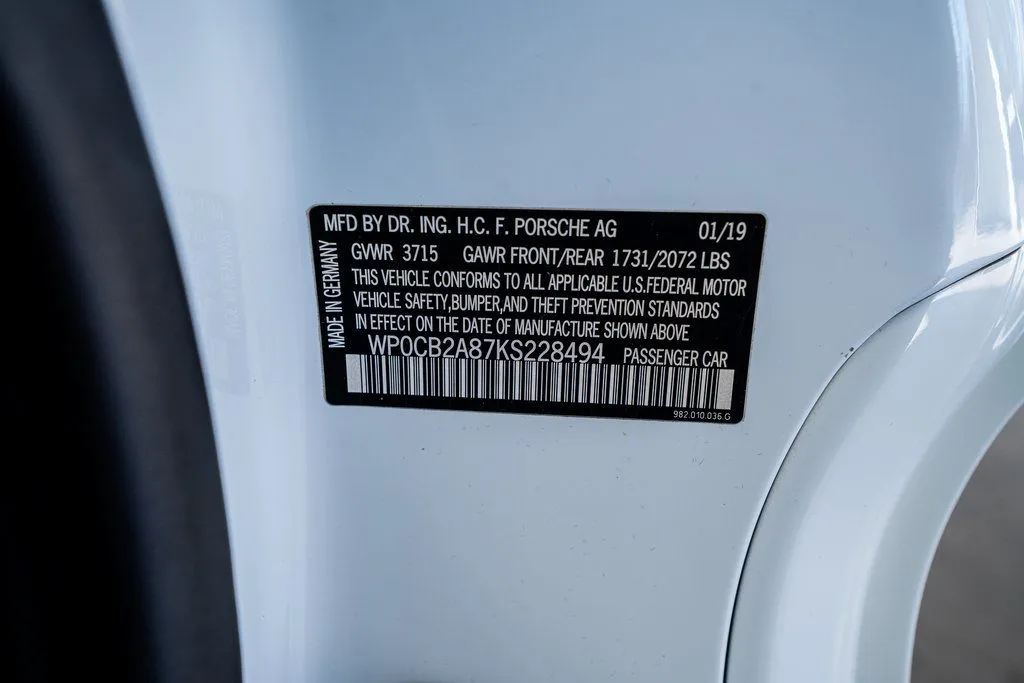 MFD BY DR. ING. H.C. F. PORSCHE AG 01/19
GVWR 3715 GAWR FRONT/REAR 1731/2072 LBS
THIS VEHICLE CONFORMS TO ALL APPLICABLE U.S.FEDERAL MOTOR
VEHICLE SAFETY,BUMPER,AND THEFT PREVENTION STANDARDS
IN EFFECT ON THE DATE OF MANUFACTURE SHOWN ABOVE
WP0CB2A87KS228494 PASSENGER CAR
982.010.036.G
MADE IN GERMANY